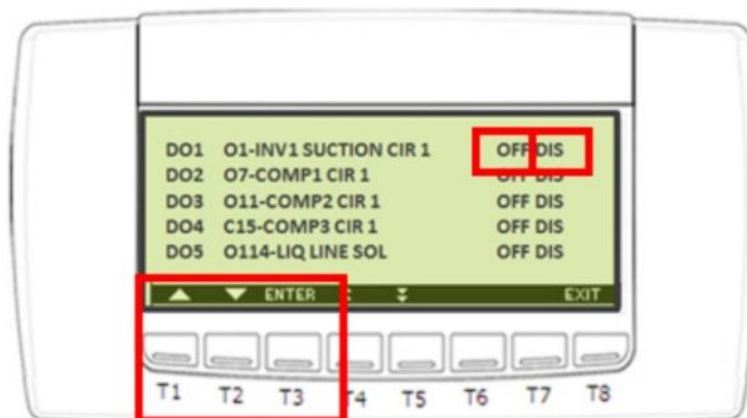 DO1 O1-INV1 SUCTION CIR 1 OFF DIS
DO2 O7-COMP1 CIR 1 OFF DIS
DO3 O11-COMP2 CIR 1 OFF DIS
DO4 C15-COMP3 CIR 1 OFF DIS
DO5 O114-LIQ LINE SOL OFF DIS
ENTER EXIT
T1 T2 T3 T4 T5 T6 T7 T8